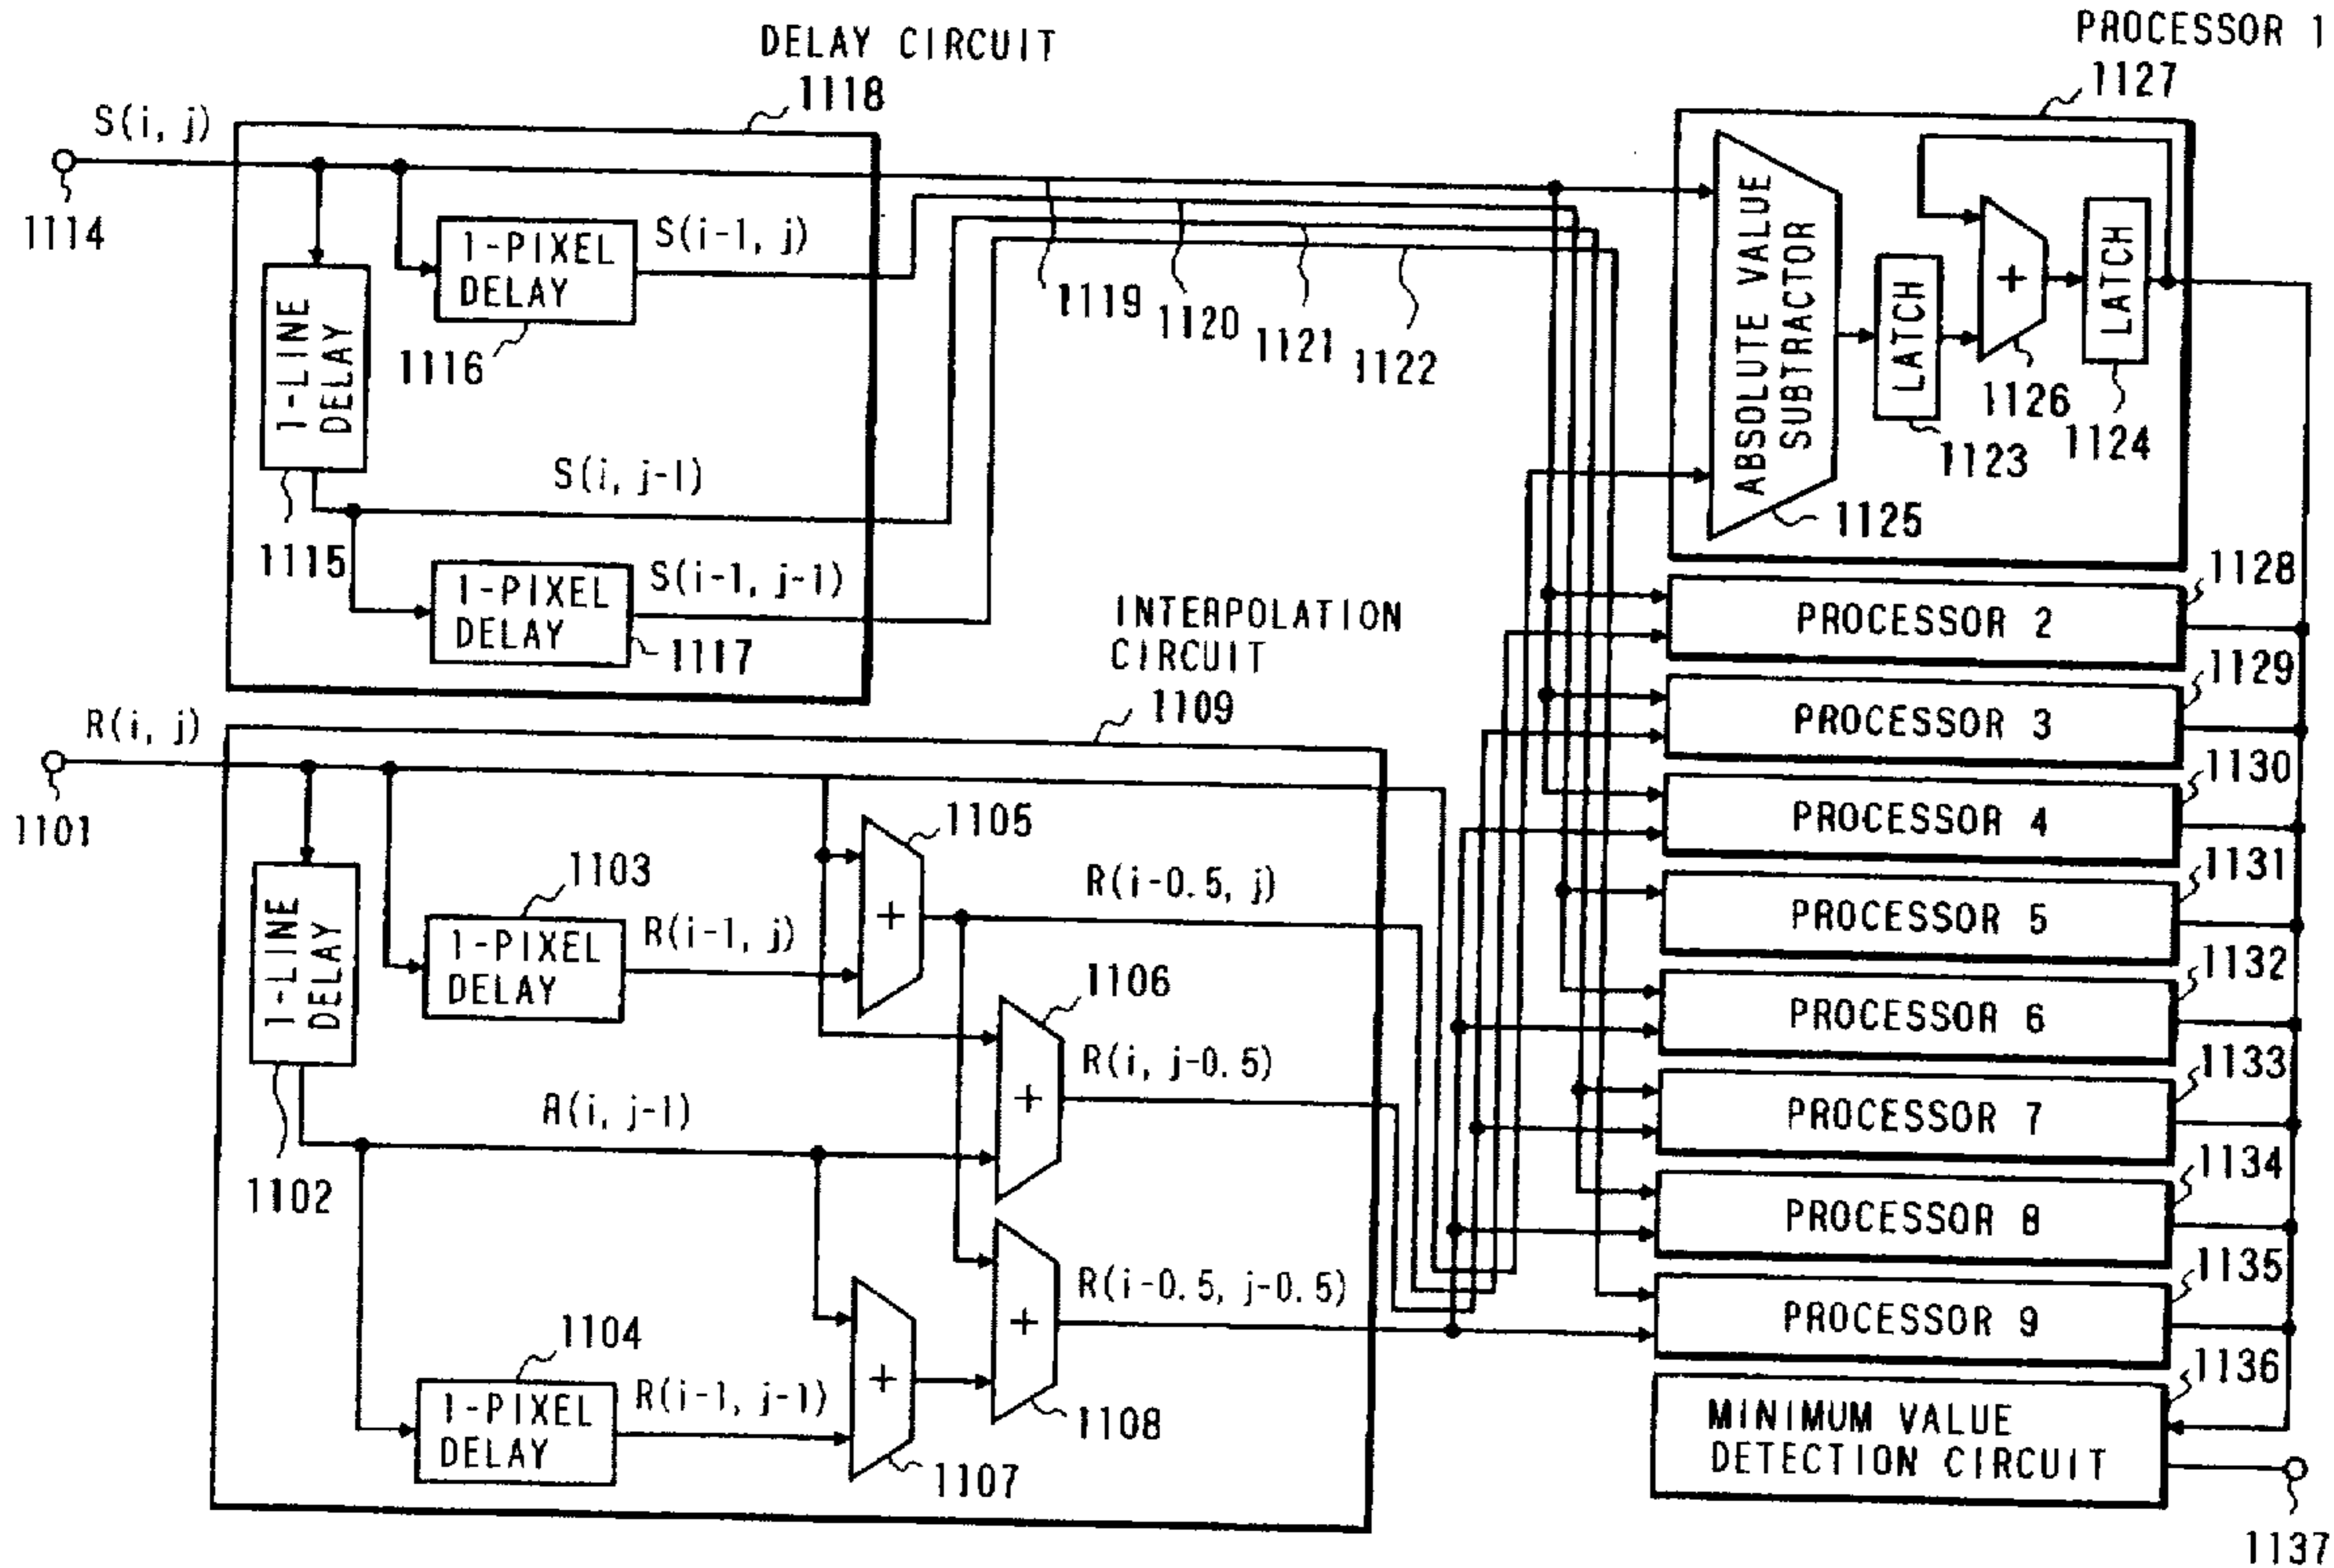 DELAY CIRCUIT
1118
PROCESSOR 1
1127
S(i, j)
1114
1-LINE
DELAY
1115
1-PIXEL
DELAY
1116
S(i-1, j)
S(i, j-1)
1-PIXEL
DELAY
1117
S(i-1, j-1)
1119
1120
1121
1122
ABSOLUTE VALUE
SUBTRACTOR
1125
LATCH
1123
+
1126
LATCH
1124
INTERPOLATION
CIRCUIT
1109
R(i, j)
1101
1-LINE
DELAY
1102
1103
1-PIXEL
DELAY
R(i-1, j)
1105
+
R(i-0.5, j)
1106
+
R(i, j-0.5)
R(i, j-1)
1104
1-PIXEL
DELAY
R(i-1, j-1)
+
1107
+
1108
R(i-0.5, j-0.5)
PROCESSOR 2
1128
PROCESSOR 3
1129
PROCESSOR 4
1130
PROCESSOR 5
1131
PROCESSOR 6
1132
PROCESSOR 7
1133
PROCESSOR 8
1134
PROCESSOR 9
1135
MINIMUM VALUE
DETECTION CIRCUIT
1136
1137